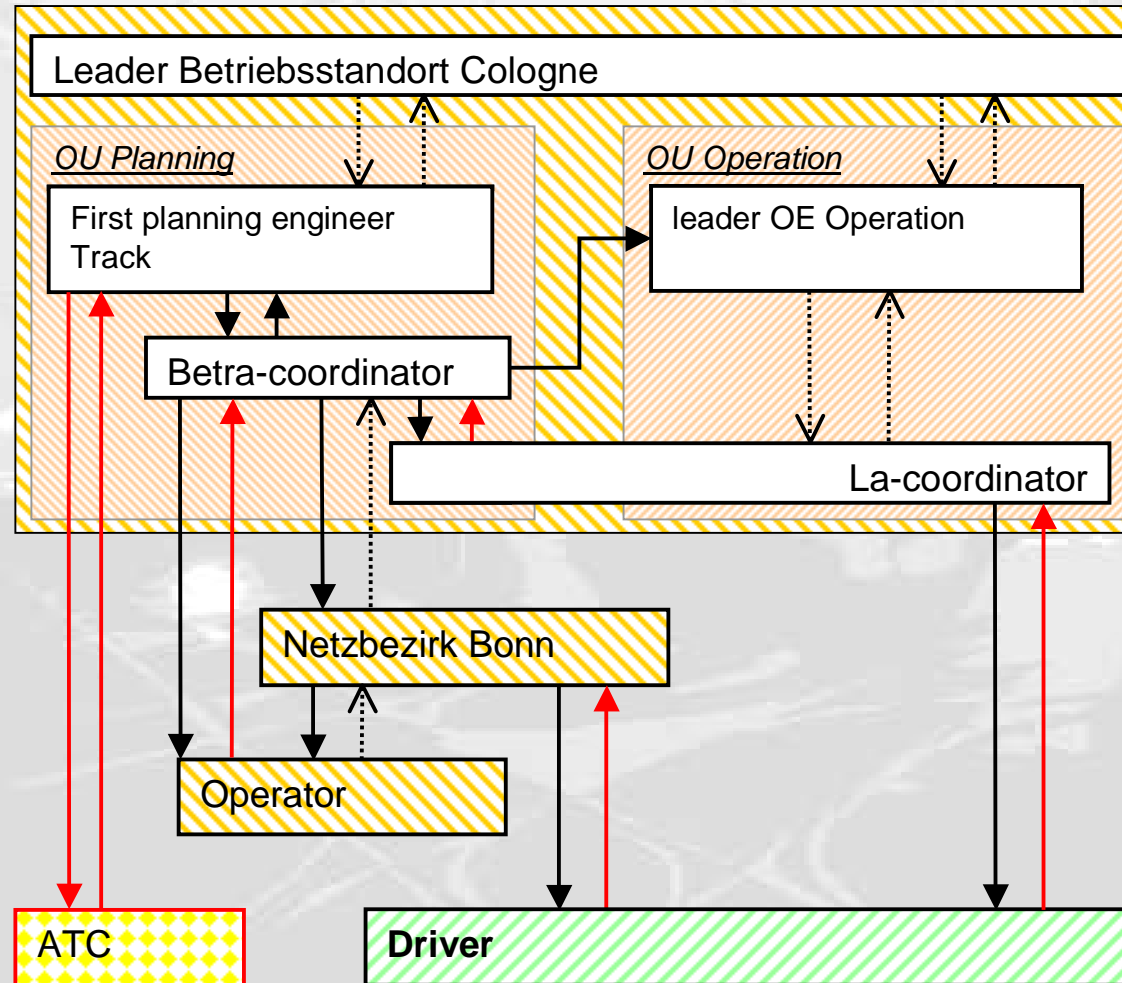 Leader Betriebsstandort Cologne
OU Planning
OU Operation
First planning engineer
Track
leader OE Operation
Betra-coordinator
La-coordinator
Netzbezirk Bonn
Operator
ATC
Driver